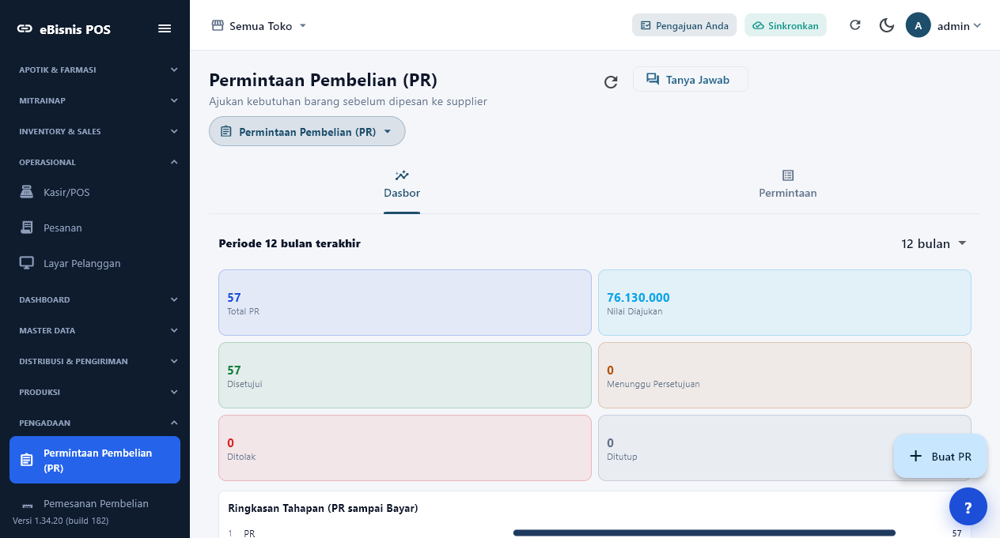 eBisnis POS
APOTIK & FARMASI
MITRAINAP
INVENTORY & SALES
OPERASIONAL
Kasir/POS
Pesanan
Layar Pelanggan
DASHBOARD
MASTER DATA
DISTRIBUSI & PENGIRIMAN
PRODUKSI
PENGADAAN
Permintaan Pembelian
(PR)
Pemesanan Pembelian
Versi 1.34.20 (build 182)
Semua Toko
Pengajuan Anda
Sinkronkan
A
admin
Permintaan Pembelian (PR)
Ajukan kebutuhan barang sebelum dipesan ke supplier
Tanya Jawab
Permintaan Pembelian (PR)
Dasbor
Permintaan
Periode 12 bulan terakhir
12 bulan
57
Total PR
76.130.000
Nilai Diajukan
57
Disetujui
0
Menunggu Persetujuan
0
Ditolak
0
Ditutup
+ Buat PR
?
Ringkasan Tahapan (PR sampai Bayar)
1 PR 57